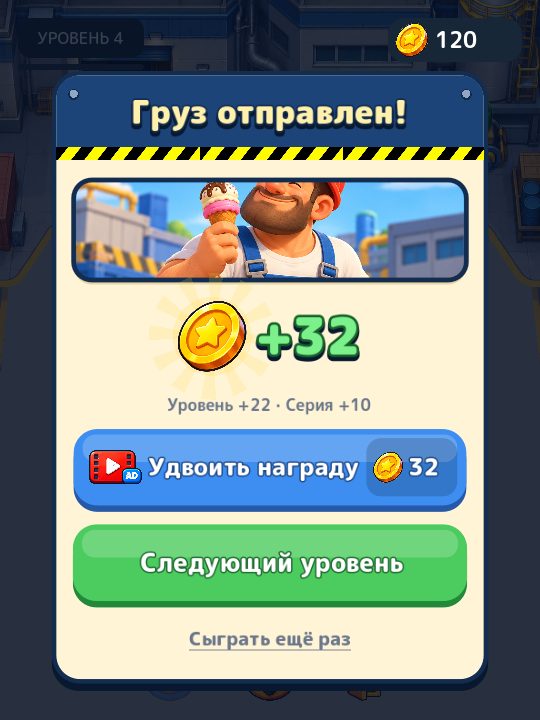 УРОВЕНЬ 4
120
Груз отправлен!
+32
Уровень +22 · Серия +10
AD
Удвоить награду
32
Следующий уровень
Сыграть ещё раз